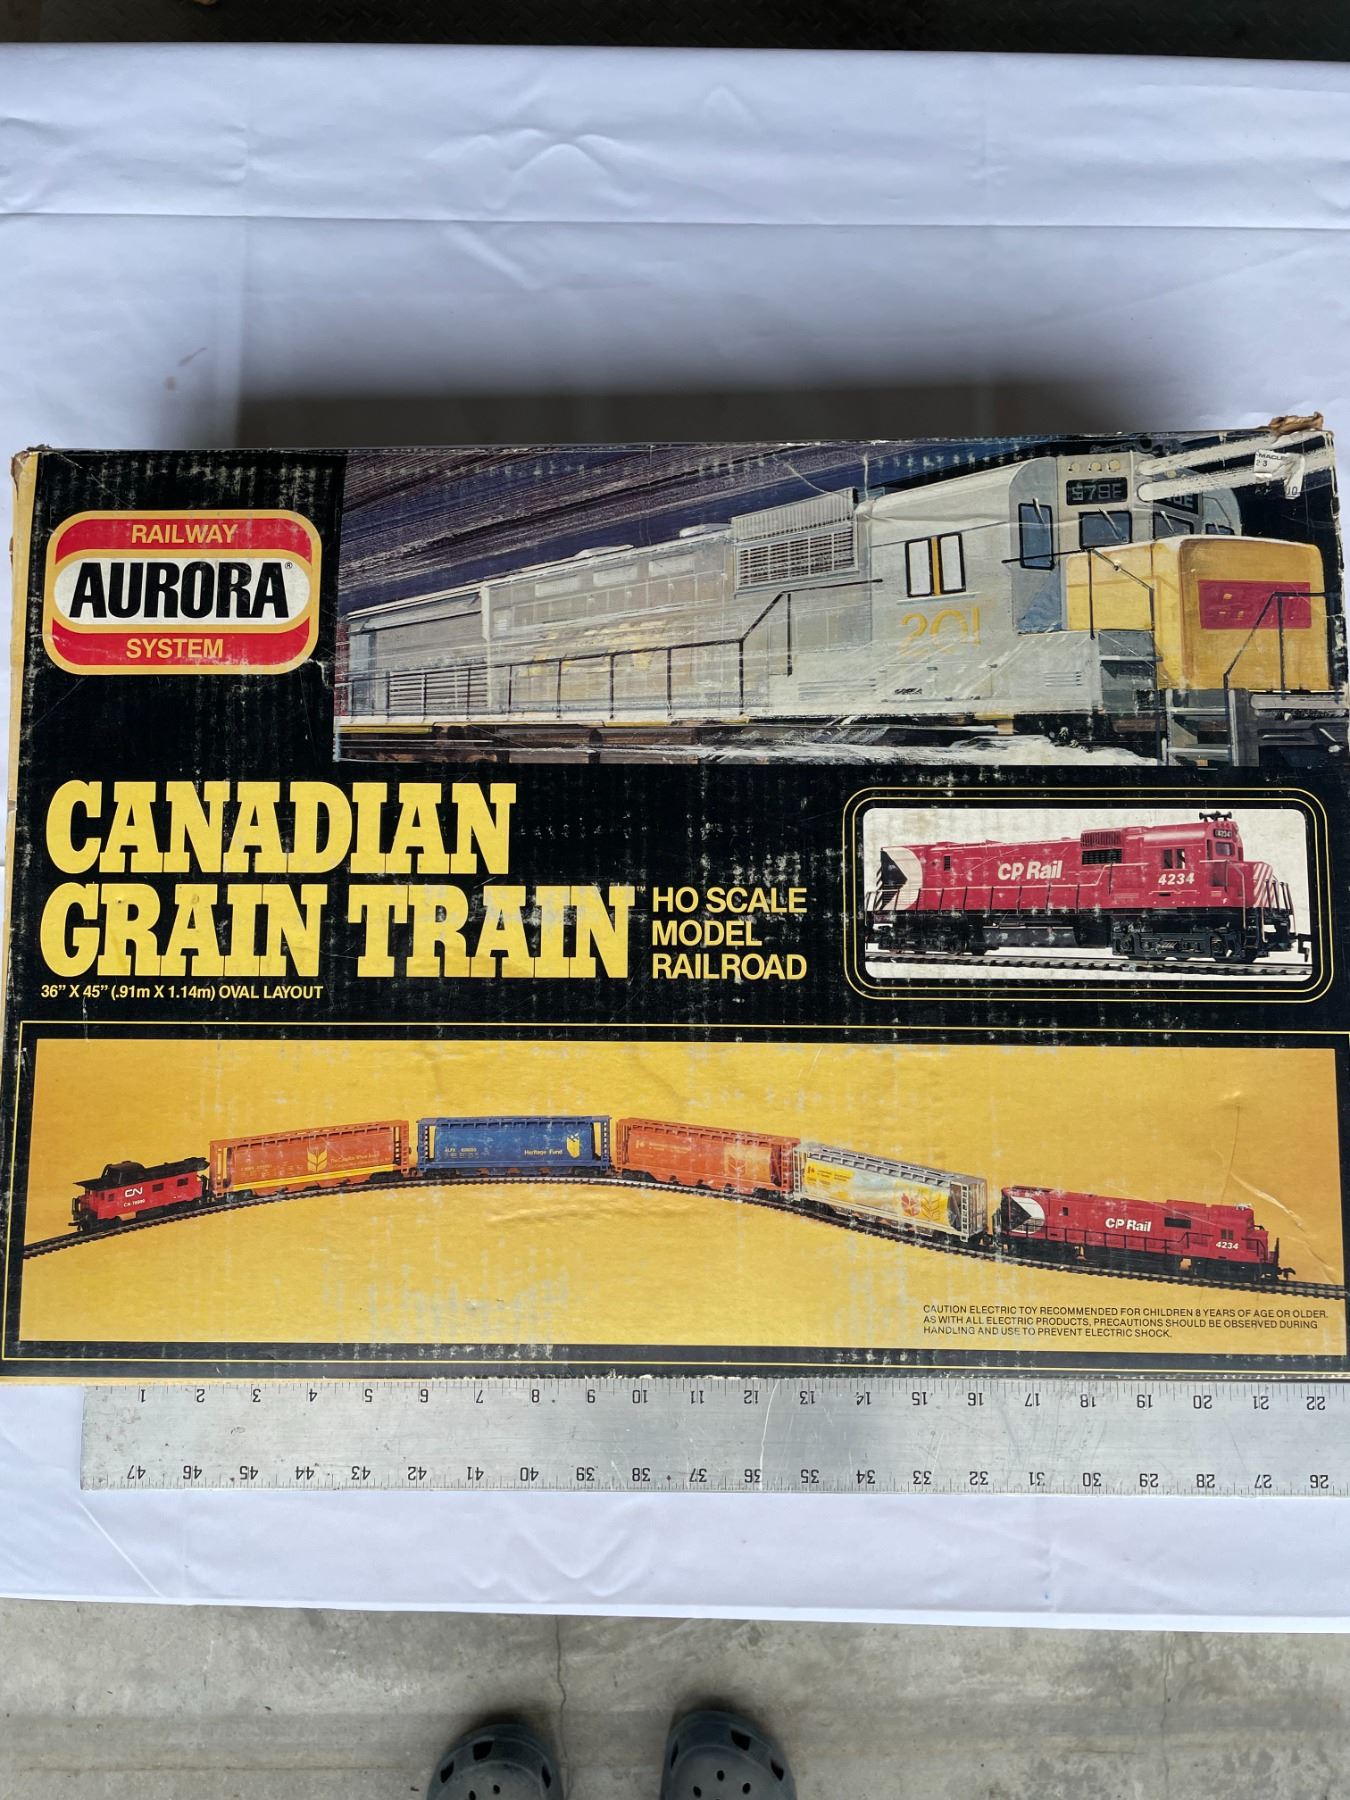 RAILWAY
AURORA®
SYSTEM
579E
201
MACLE
23
CANADIAN
GRAIN TRAIN
HO SCALE
MODEL
RAILROAD
36" X 45" (.91m X 1.14m) OVAL LAYOUT
4234
CP Rail
4234
CN
Heritage Fund
CP Rail
4234
CAUTION ELECTRIC TOY RECOMMENDED FOR CHILDREN 8 YEARS OF AGE OR OLDER.
AS WITH ALL ELECTRIC PRODUCTS, PRECAUTIONS SHOULD BE OBSERVED DURING
HANDLING AND USE TO PREVENT ELECTRIC SHOCK.
1 2 3 4 5 6 7 8 9 10 11 12 13 14 15 16 17 18 19 20 21 22
47 46 45 44 43 42 41 40 39 38 37 36 35 34 33 32 31 30 29 28 27 26